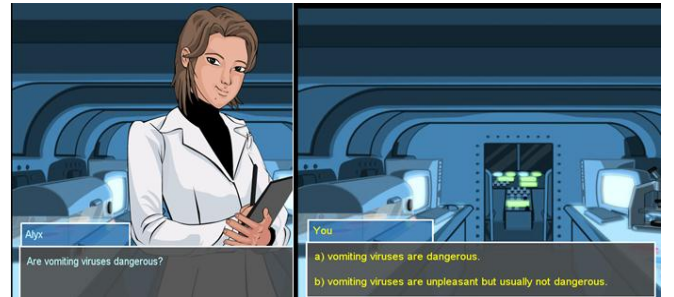 Alyx
Are vomiting viruses dangerous?
You
a) vomiting viruses are dangerous.
b) vomiting viruses are unpleasant but usually not dangerous.